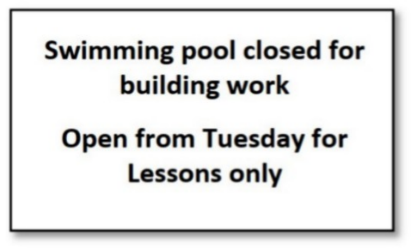 Swimming pool closed for
building work
Open from Tuesday for
Lessons only